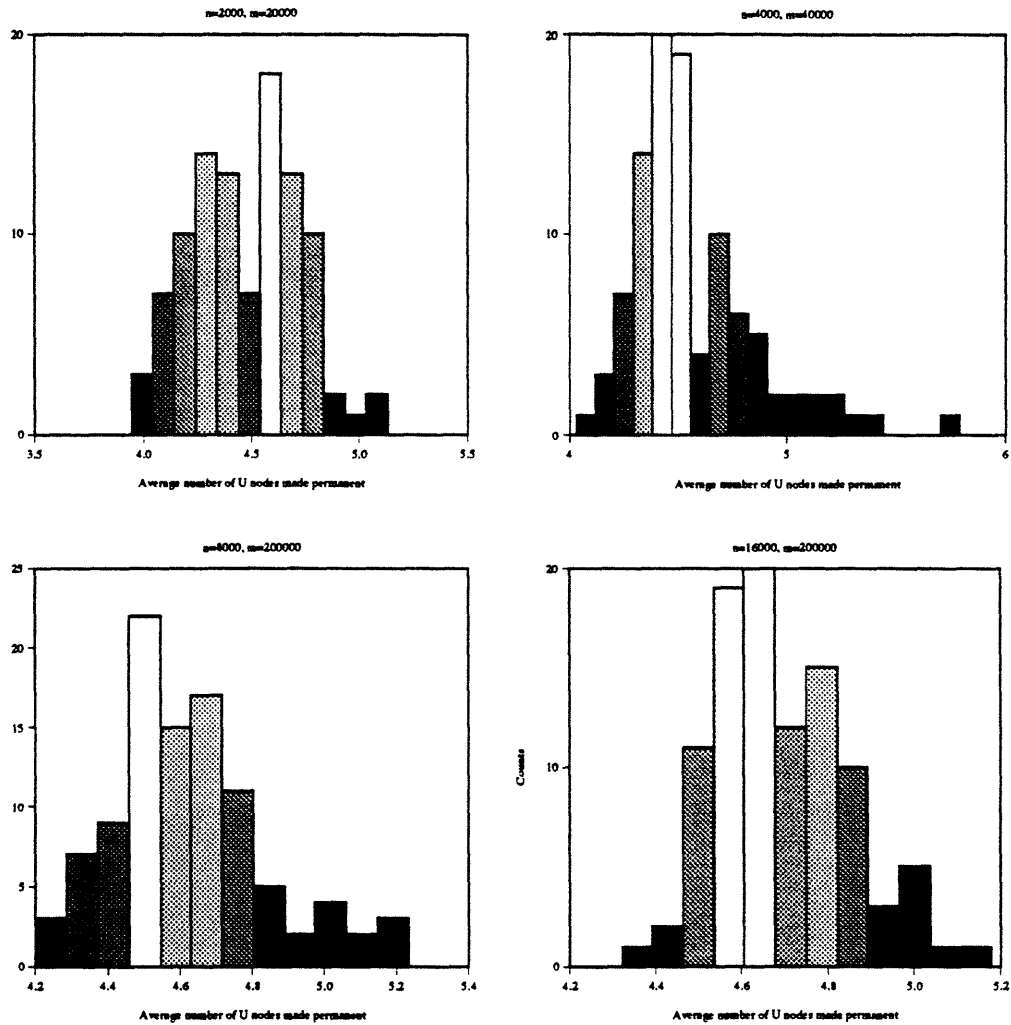 n=2000, m=20000
20
10
0
3.5 4.0 4.5 5.0 5.5
Average number of U nodes made permanent
n=4000, m=40000
20
10
0
4 5 6
Average number of U nodes made permanent
n=4000, m=200000
25
20
15
10
5
0
4.2 4.4 4.6 4.8 5.0 5.2 5.4
Average number of U nodes made permanent
n=16000, m=200000
Counts
20
10
0
4.2 4.4 4.6 4.8 5.0 5.2
Average number of U nodes made permanent